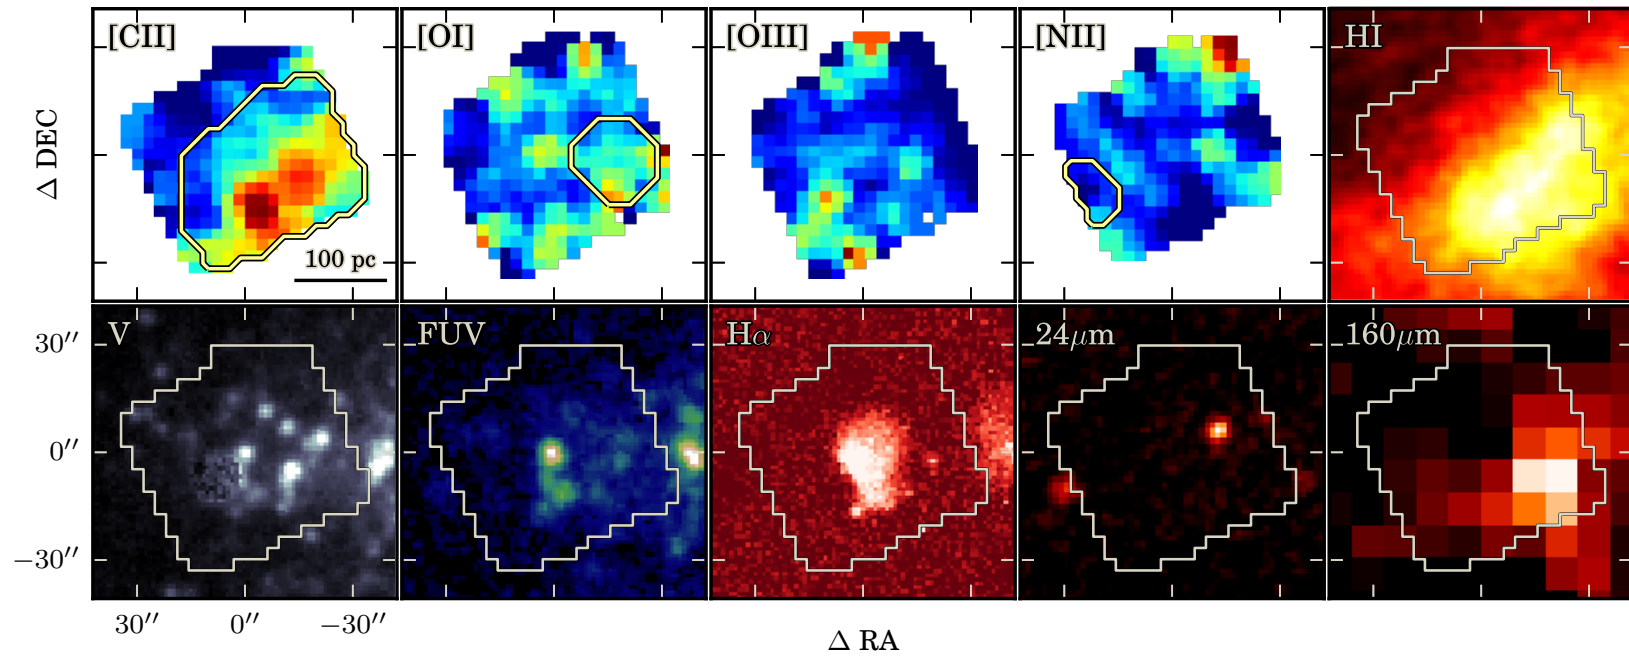 [CII] [OI] [OIII] [NII] HI
Δ DEC
100 pc
V FUV Hα 24μm 160μm
30″
0″
−30″
30″ 0″ −30″
Δ RA